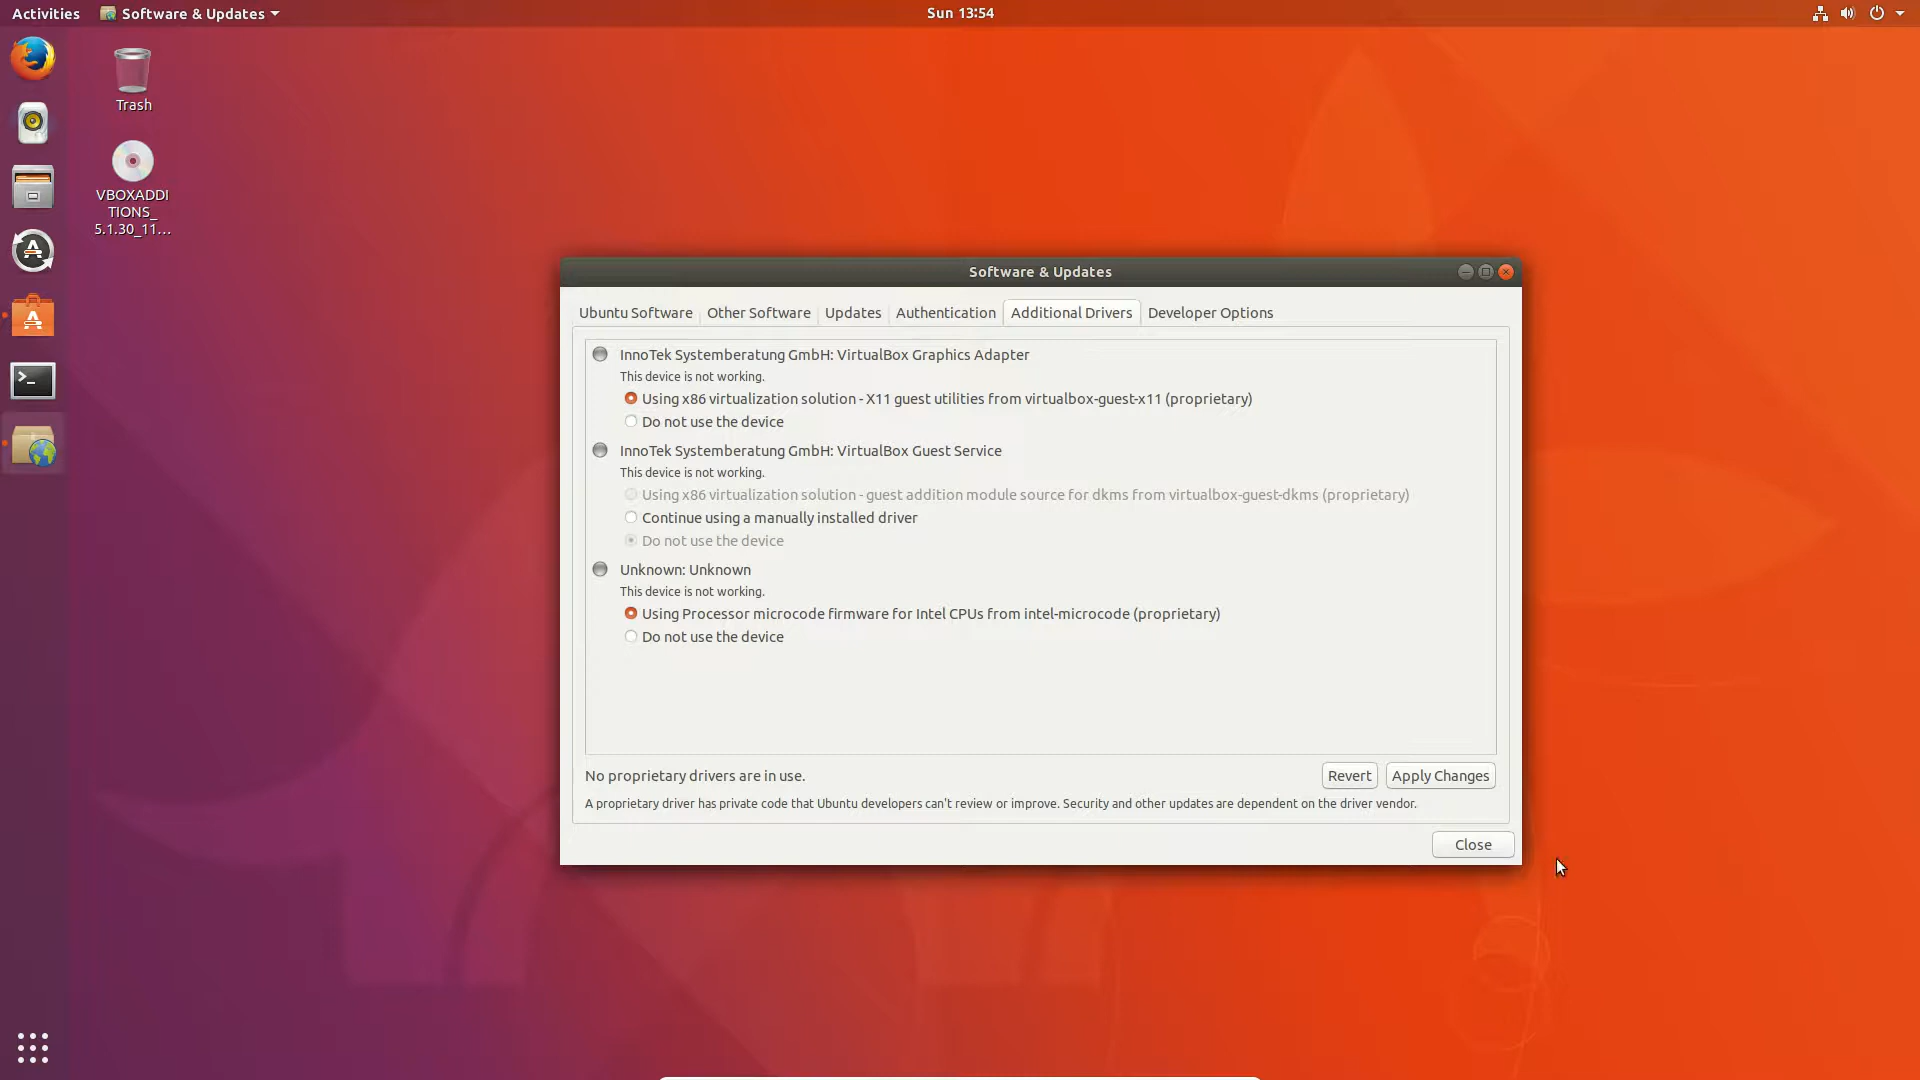 Activities
Software & Updates
Sun 13:54
Trash
VBOXADDI
TIONS_
5.1.30_11...
Software & Updates
Ubuntu Software
Other Software
Updates
Authentication
Additional Drivers
Developer Options
InnoTek Systemberatung GmbH: VirtualBox Graphics Adapter
This device is not working.
Using x86 virtualization solution - X11 guest utilities from virtualbox-guest-x11 (proprietary)
Do not use the device
InnoTek Systemberatung GmbH: VirtualBox Guest Service
This device is not working.
Using x86 virtualization solution - guest addition module source for dkms from virtualbox-guest-dkms (proprietary)
Continue using a manually installed driver
Do not use the device
Unknown: Unknown
This device is not working.
Using Processor microcode firmware for Intel CPUs from intel-microcode (proprietary)
Do not use the device
No proprietary drivers are in use.
Revert
Apply Changes
A proprietary driver has private code that Ubuntu developers can't review or improve. Security and other updates are dependent on the driver vendor.
Close